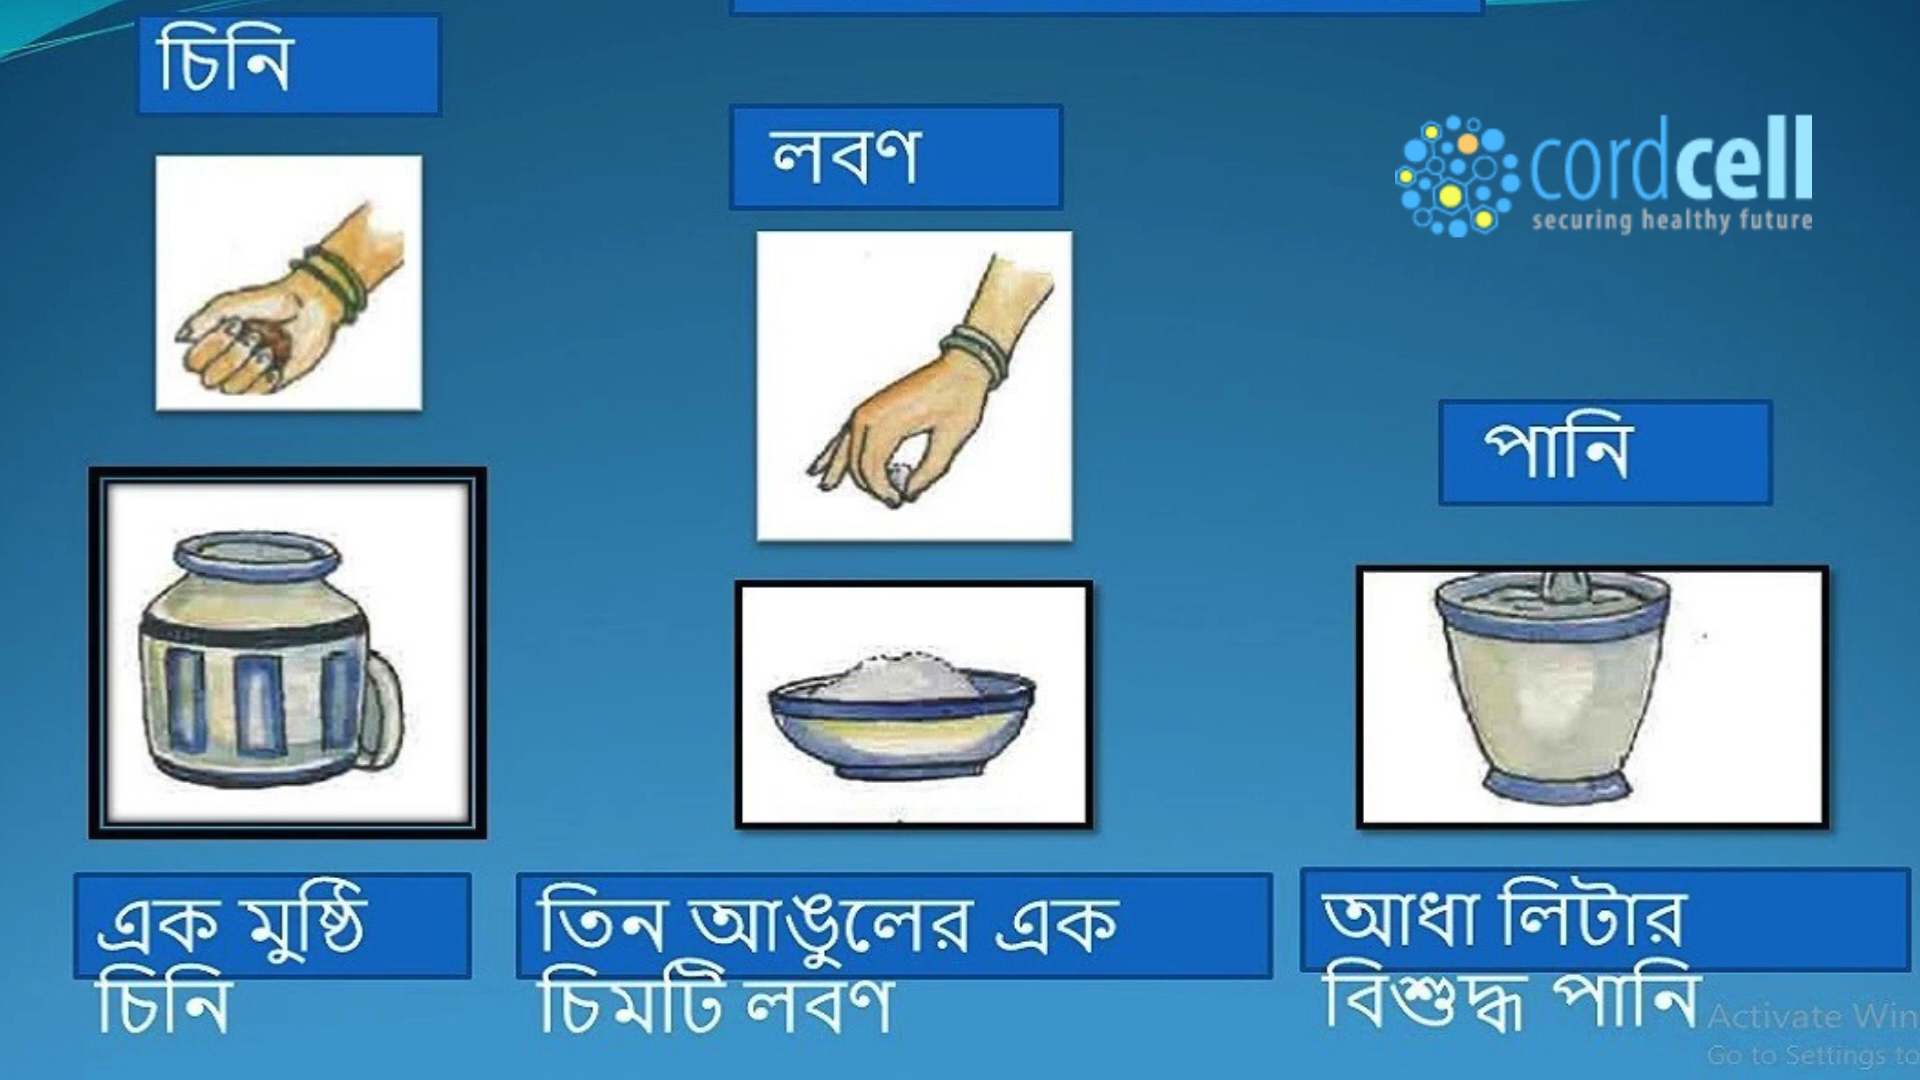 চিনি
লবণ
cordcell
securing healthy future
পানি
এক মুষ্ঠি
চিনি
তিন আঙুলের এক
চিমটি লবণ
আধা লিটার
বিশুদ্ধ পানি
Activate Win
Go to Settings to